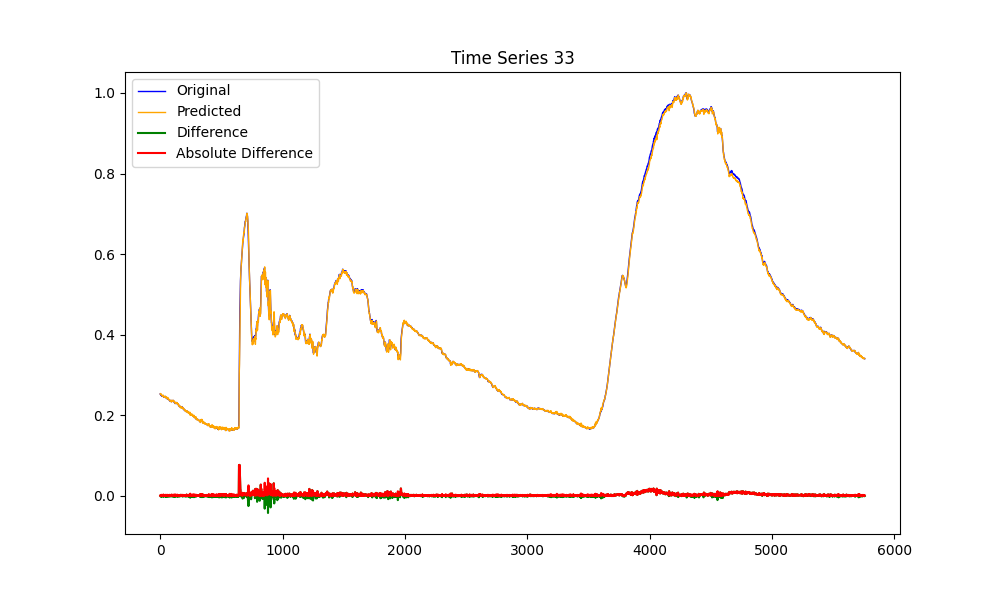 Time Series 33
Original
Predicted
Difference
Absolute Difference
1.0
0.8
0.6
0.4
0.2
0.0
0 1000 2000 3000 4000 5000 6000